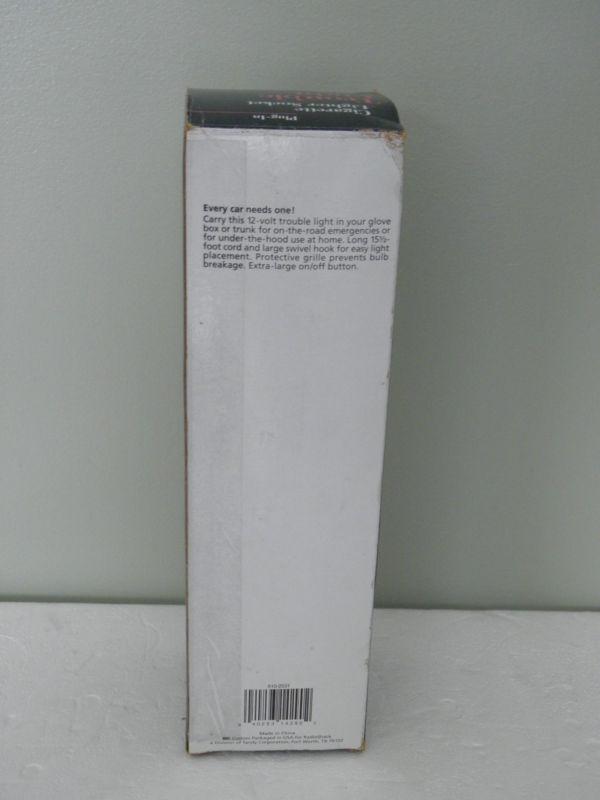 Plug-In
Cigarette
Lighter Socket
Trouble
Every car needs one!
Carry this 12-volt trouble light in your glove
box or trunk for on-the-road emergencies or
for under-the-hood use at home. Long 15½-
foot cord and large swivel hook for easy light
placement. Protective grille prevents bulb
breakage. Extra-large on/off button.
Made in China
Custom Packaged in USA for RadioShack
a Division of Tandy Corporation, Fort Worth, TX 76102